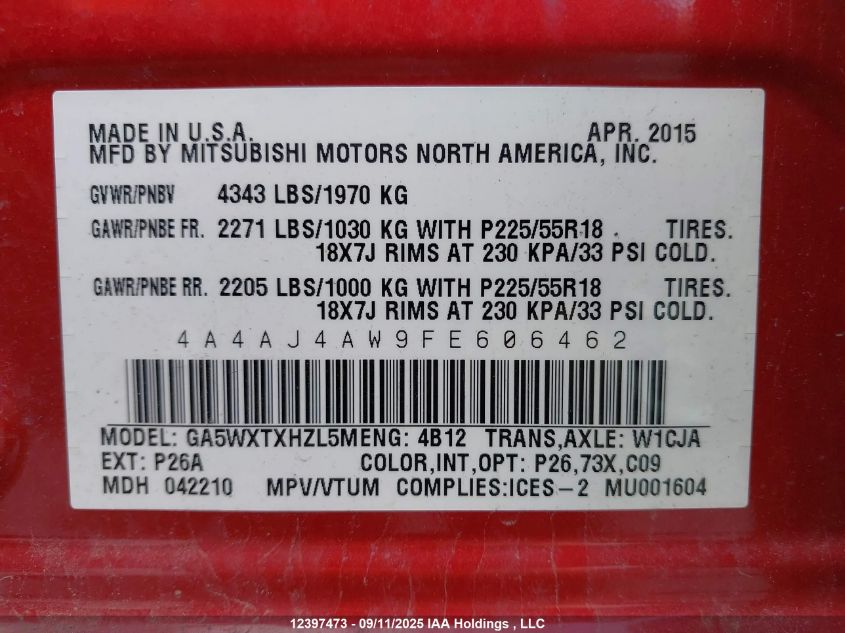 MADE IN U.S.A. APR. 2015
MFD BY MITSUBISHI MOTORS NORTH AMERICA, INC.
GVWR/PNBV 4343 LBS/1970 KG
GAWR/PNBE FR. 2271 LBS/1030 KG WITH P225/55R18 . TIRES.
18X7J RIMS AT 230 KPA/33 PSI COLD.
GAWR/PNBE RR. 2205 LBS/1000 KG WITH P225/55R18 TIRES.
18X7J RIMS AT 230 KPA/33 PSI COLD.
4A4AJ4AW9FE606462
MODEL: GA5WXTXHZL5MENG: 4B12 TRANS,AXLE: W1CJA
EXT: P26A COLOR,INT,OPT: P26,73X,C09
MDH 042210 MPV/VTUM COMPLIES:ICES-2 MU001604
12397473 - 09/11/2025 IAA Holdings , LLC